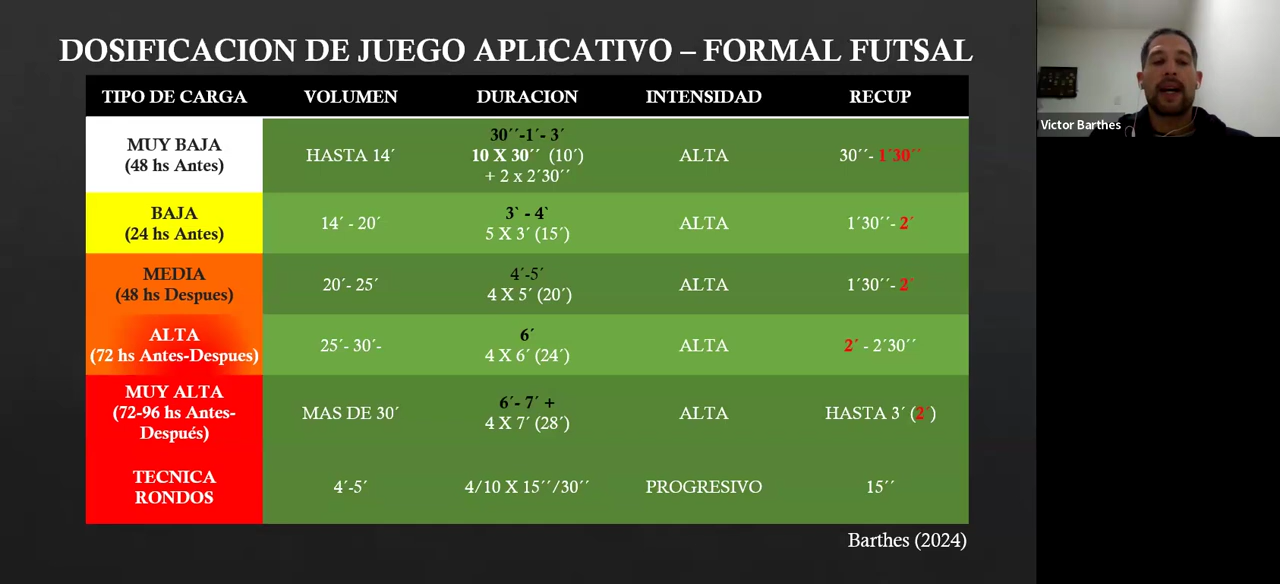 DOSIFICACION DE JUEGO APLICATIVO – FORMAL FUTSAL
TIPO DE CARGA VOLUMEN DURACION INTENSIDAD RECUP
MUY BAJA
(48 hs Antes)
HASTA 14´
30´´-1´- 3´
10 X 30´´ (10´)
+ 2 x 2´30´´
ALTA
30´´- 1´30´´
BAJA
(24 hs Antes)
14´ - 20´
3` - 4`
5 X 3´ (15´)
ALTA
1´30´´- 2´
MEDIA
(48 hs Despues)
20´- 25´
4´-5´
4 X 5´ (20´)
ALTA
1´30´´- 2´
ALTA
(72 hs Antes-Despues)
25´- 30´-
6´
4 X 6´ (24´)
ALTA
2´ - 2´30´´
MUY ALTA
(72-96 hs Antes-
Después)
MAS DE 30´
6´- 7´ +
4 X 7´ (28´)
ALTA
HASTA 3´ (2´)
TECNICA
RONDOS
4´-5´
4/10 X 15´´/30´´
PROGRESIVO
15´´
Barthes (2024)
Victor Barthes